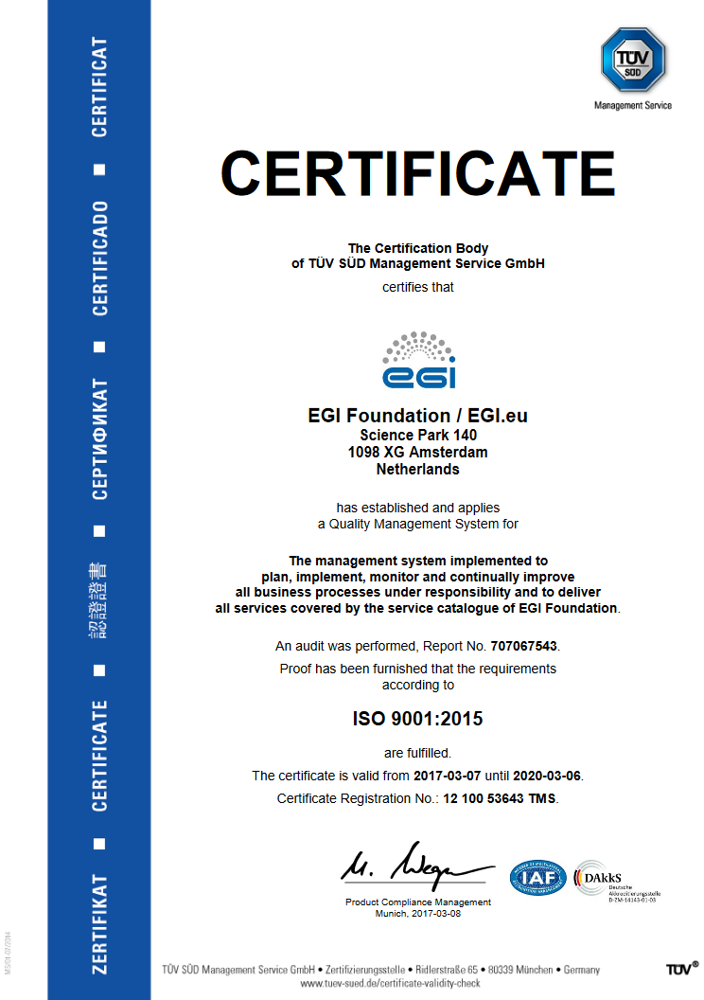 TÜV
SÜD
Management Service
CERTIFICATE
The Certification Body
of TÜV SÜD Management Service GmbH
certifies that
egi
EGI Foundation / EGI.eu
Science Park 140
1098 XG Amsterdam
Netherlands
has established and applies
a Quality Management System for
The management system implemented to
plan, implement, monitor and continually improve
all business processes under responsibility and to deliver
all services covered by the service catalogue of EGI Foundation.
An audit was performed, Report No. 707067543.
Proof has been furnished that the requirements
according to
ISO 9001:2015
are fulfilled.
The certificate is valid from 2017-03-07 until 2020-03-06.
Certificate Registration No.: 12 100 53643 TMS.
Product Compliance Management
Munich, 2017-03-08
IAF
DAkkS
Deutsche
Akkreditierungsstelle
D-ZM-14143-01-03
TÜV SÜD Management Service GmbH • Zertifizierungsstelle • Ridlerstraße 65 • 80339 München • Germany
www.tuev-sued.de/certificate-validity-check
TÜV®
ZERTIFIKAT ■ CERTIFICATE ■ 認證證書 ■ СЕРТИФИКАТ ■ CERTIFICADO ■ CERTIFICAT